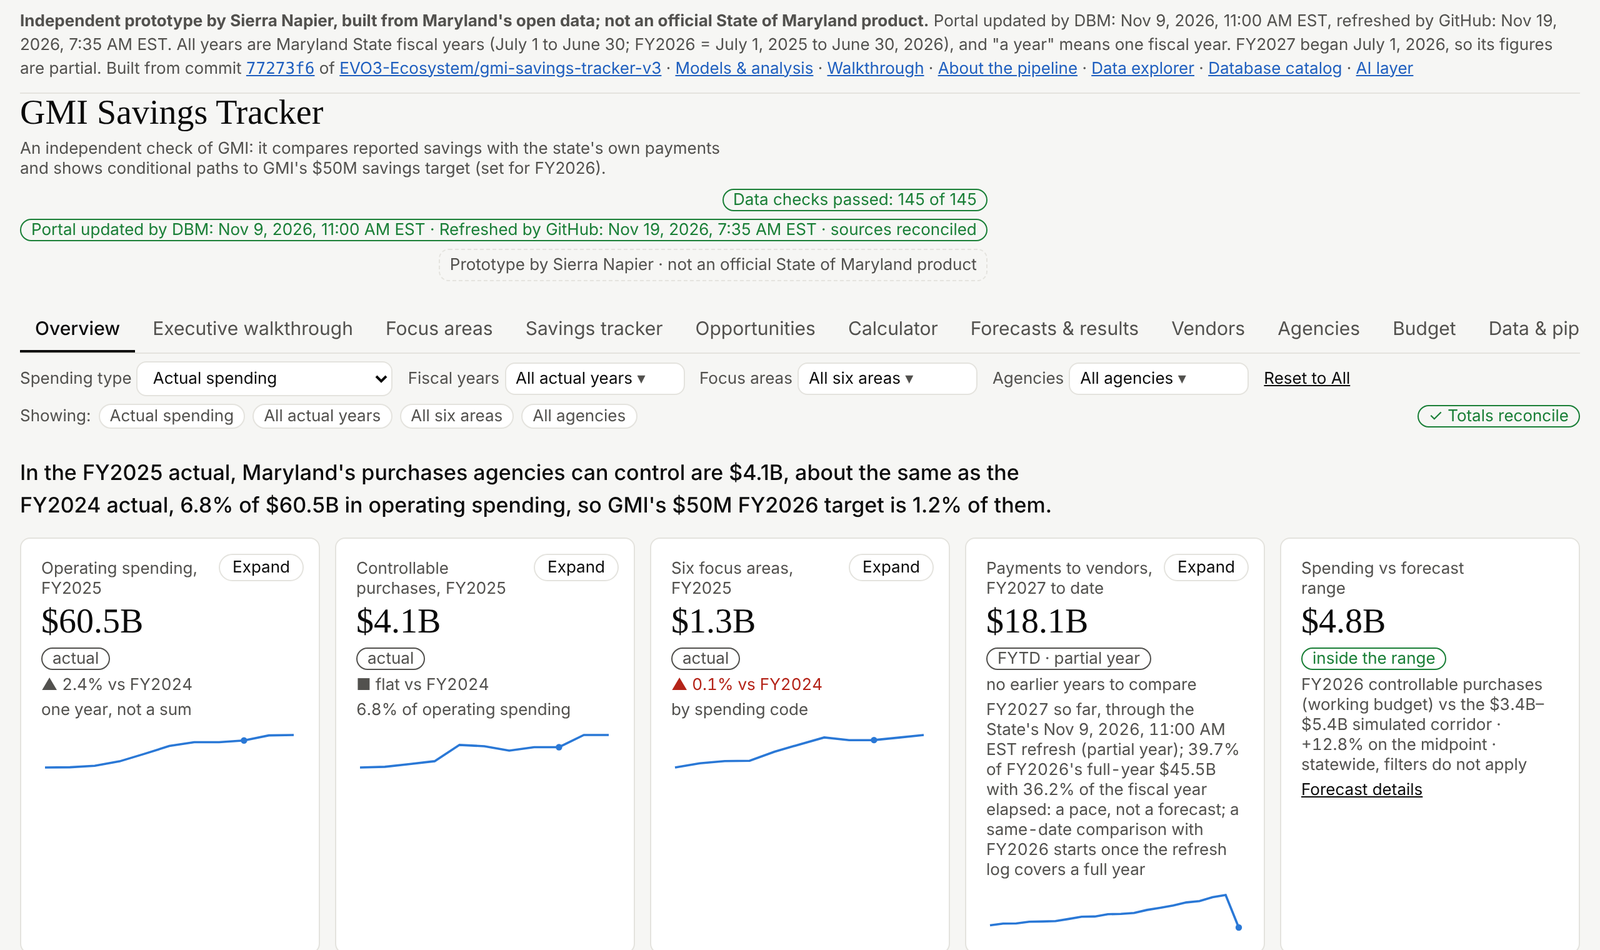 Independent prototype by Sierra Napier, built from Maryland's open data; not an official State of Maryland product. Portal updated by DBM: Nov 9, 2026, 11:00 AM EST, refreshed by GitHub: Nov 19,
2026, 7:35 AM EST. All years are Maryland State fiscal years (July 1 to June 30; FY2026 = July 1, 2025 to June 30, 2026), and "a year" means one fiscal year. FY2027 began July 1, 2026, so its figures
are partial. Built from commit 77273f6 of EVO3-Ecosystem/gmi-savings-tracker-v3 · Models & analysis · Walkthrough · About the pipeline · Data explorer · Database catalog · AI layer
GMI Savings Tracker
An independent check of GMI: it compares reported savings with the state's own payments
and shows conditional paths to GMI's $50M savings target (set for FY2026).
Data checks passed: 145 of 145
Portal updated by DBM: Nov 9, 2026, 11:00 AM EST · Refreshed by GitHub: Nov 19, 2026, 7:35 AM EST · sources reconciled
Prototype by Sierra Napier · not an official State of Maryland product
Overview Executive walkthrough Focus areas Savings tracker Opportunities Calculator Forecasts & results Vendors Agencies Budget Data & pip
Spending type Actual spending Fiscal years All actual years ▾ Focus areas All six areas ▾ Agencies All agencies ▾ Reset to All
Showing: Actual spending All actual years All six areas All agencies ✓ Totals reconcile
In the FY2025 actual, Maryland's purchases agencies can control are $4.1B, about the same as the
FY2024 actual, 6.8% of $60.5B in operating spending, so GMI's $50M FY2026 target is 1.2% of them.
Operating spending,
FY2025
Expand
$60.5B
actual
▲ 2.4% vs FY2024
one year, not a sum
Controllable
purchases, FY2025
Expand
$4.1B
actual
■ flat vs FY2024
6.8% of operating spending
Six focus areas,
FY2025
Expand
$1.3B
actual
▲ 0.1% vs FY2024
by spending code
Payments to vendors,
FY2027 to date
Expand
$18.1B
FYTD · partial year
no earlier years to compare
FY2027 so far, through the
State's Nov 9, 2026, 11:00 AM
EST refresh (partial year); 39.7%
of FY2026's full-year $45.5B
with 36.2% of the fiscal year
elapsed: a pace, not a forecast; a
same-date comparison with
FY2026 starts once the refresh
log covers a full year
Spending vs forecast
range
$4.8B
inside the range
FY2026 controllable purchases
(working budget) vs the $3.4B–
$5.4B simulated corridor ·
+12.8% on the midpoint ·
statewide, filters do not apply
Forecast details